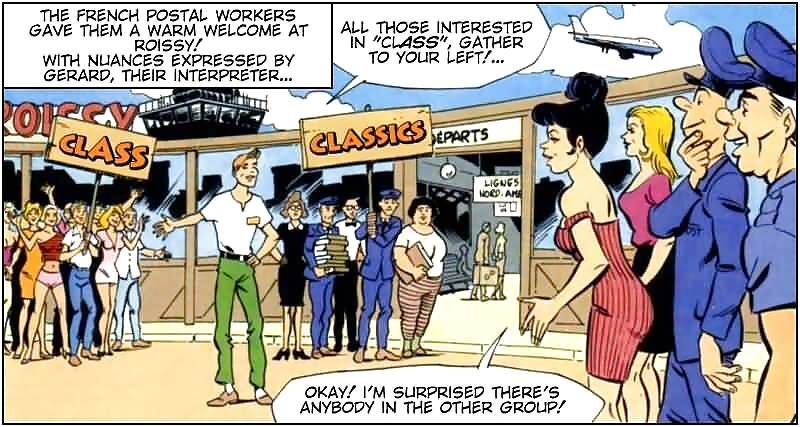 THE FRENCH POSTAL WORKERS
GAVE THEM A WARM WELCOME AT
ROISSY!
WITH NUANCES EXPRESSED BY
GERARD, THEIR INTERPRETER...
ALL THOSE INTERESTED
IN "CLASS", GATHER
TO YOUR LEFT!...
ROISSY
CLASS
CLASSICS
DÉPARTS
LIGNES
NORD. AME
OKAY! I'M SURPRISED THERE'S
ANYBODY IN THE OTHER GROUP!